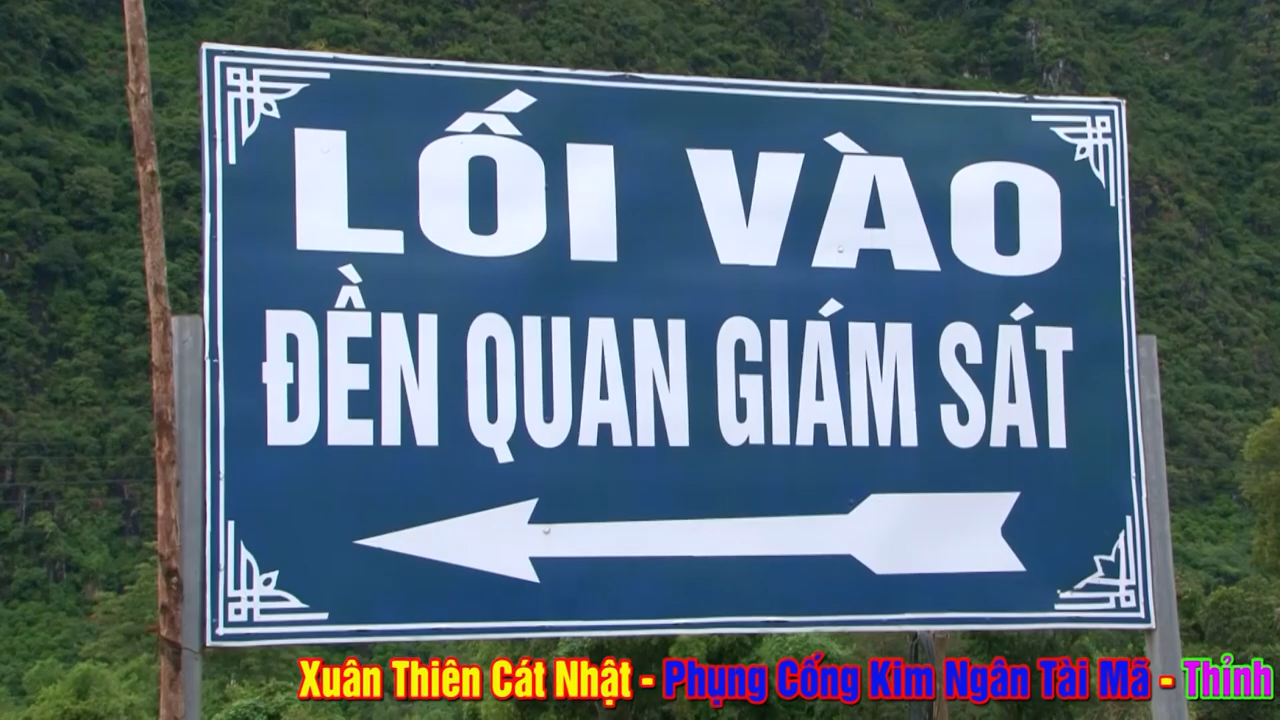 LỐI VÀO
ĐỀN QUAN GIÁM SÁT
Xuân Thiên Cát Nhật - Phụng Cống Kim Ngân Tài Mã - Thỉnh